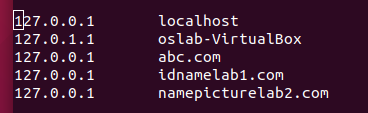 127.0.0.1 localhost
127.0.1.1 oslab-VirtualBox
127.0.0.1 abc.com
127.0.0.1 idnamelab1.com
127.0.0.1 namepicturelab2.com